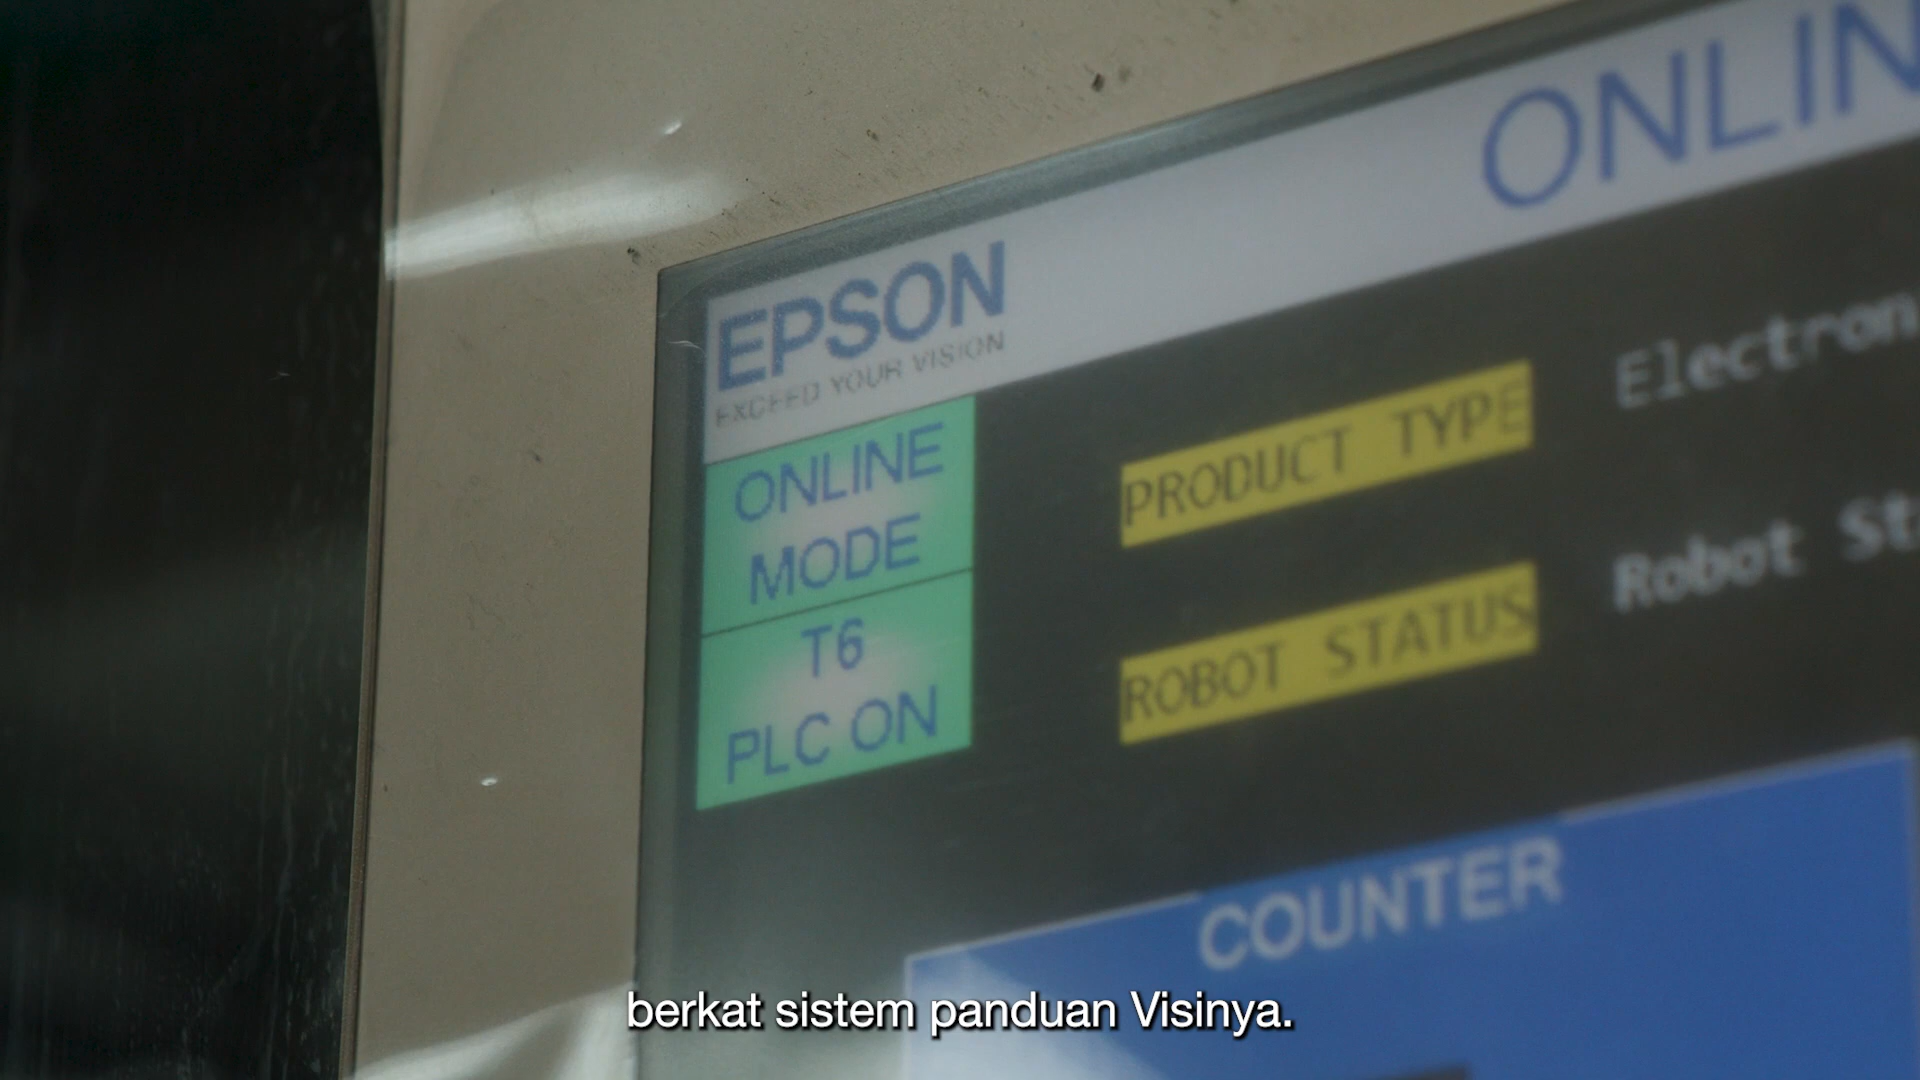 ONLIN
EPSON
EXCEED YOUR VISION
ONLINE
MODE
T6
PLC ON
PRODUCT TYPE
Electron
ROBOT STATUS
Robot St
COUNTER
berkat sistem panduan Visinya.